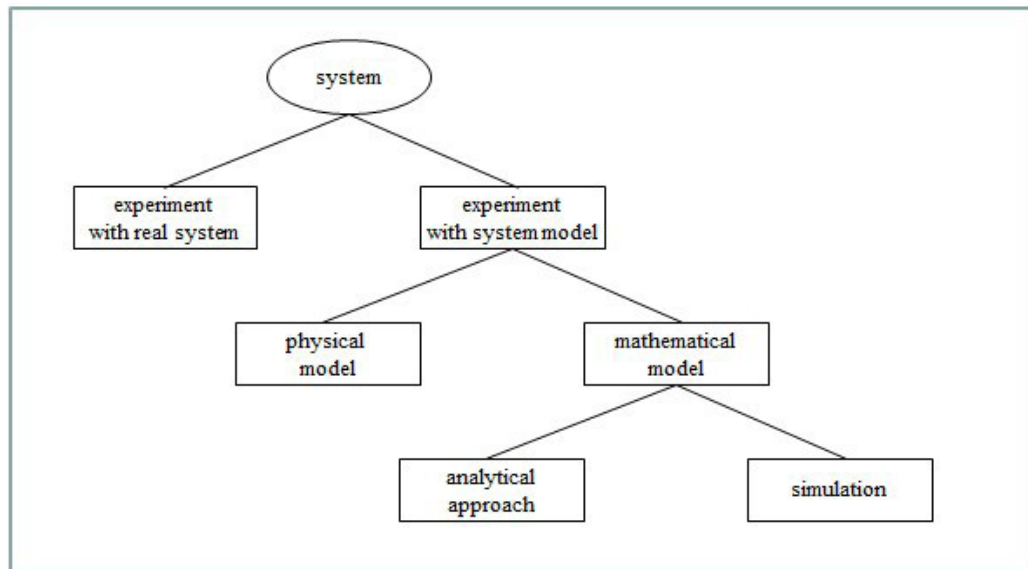 system
experiment
with real system
experiment
with system model
physical
model
mathematical
model
analytical
approach
simulation